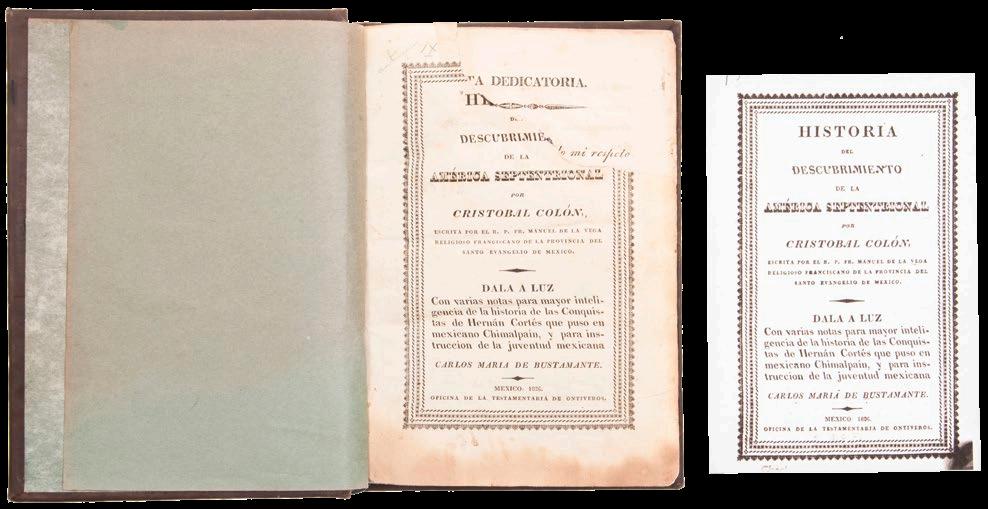 IX
TA DEDICATORIA.
DESCUBRIMIE
lo mi respeto
DE LA
AMÉRICA SEPTENTRIONAL
POR
CRISTOBAL COLÓN,
ESCRITA POR EL R. P. FR. MANUEL DE LA VEGA
RELIGIOSO FRANCISCANO DE LA PROVINCIA DEL
SANTO EVANGELIO DE MEXICO.
DALA A LUZ
Con varias notas para mayor inteli-
gencia de la historia de las Conquis-
tas de Hernán Cortés que puso en
mexicano Chimalpain, y para ins-
truccion de la juventud mexicana
CARLOS MARIA DE BUSTAMANTE.
MEXICO: 1826.
OFICINA DE LA TESTAMENTARIA DE ONTIVEROS.
HISTORIA
DEL
DESCUBRIMIENTO
DE LA
AMÉRICA SEPTENTRIONAL
POR
CRISTOBAL COLÓN,
ESCRITA POR EL R. P. FR. MANUEL DE LA VEGA
RELIGIOSO FRANCISCANO DE LA PROVINCIA DEL
SANTO EVANGELIO DE MEXICO.
DALA A LUZ
Con varias notas para mayor inteli-
gencia de la historia de las Conquis-
tas de Hernán Cortés que puso en
mexicano Chimalpain, y para ins-
truccion de la juventud mexicana
CARLOS MARIA DE BUSTAMANTE.
MEXICO 1826.
OFICINA DE LA TESTAMENTARIA DE ONTIVEROS.